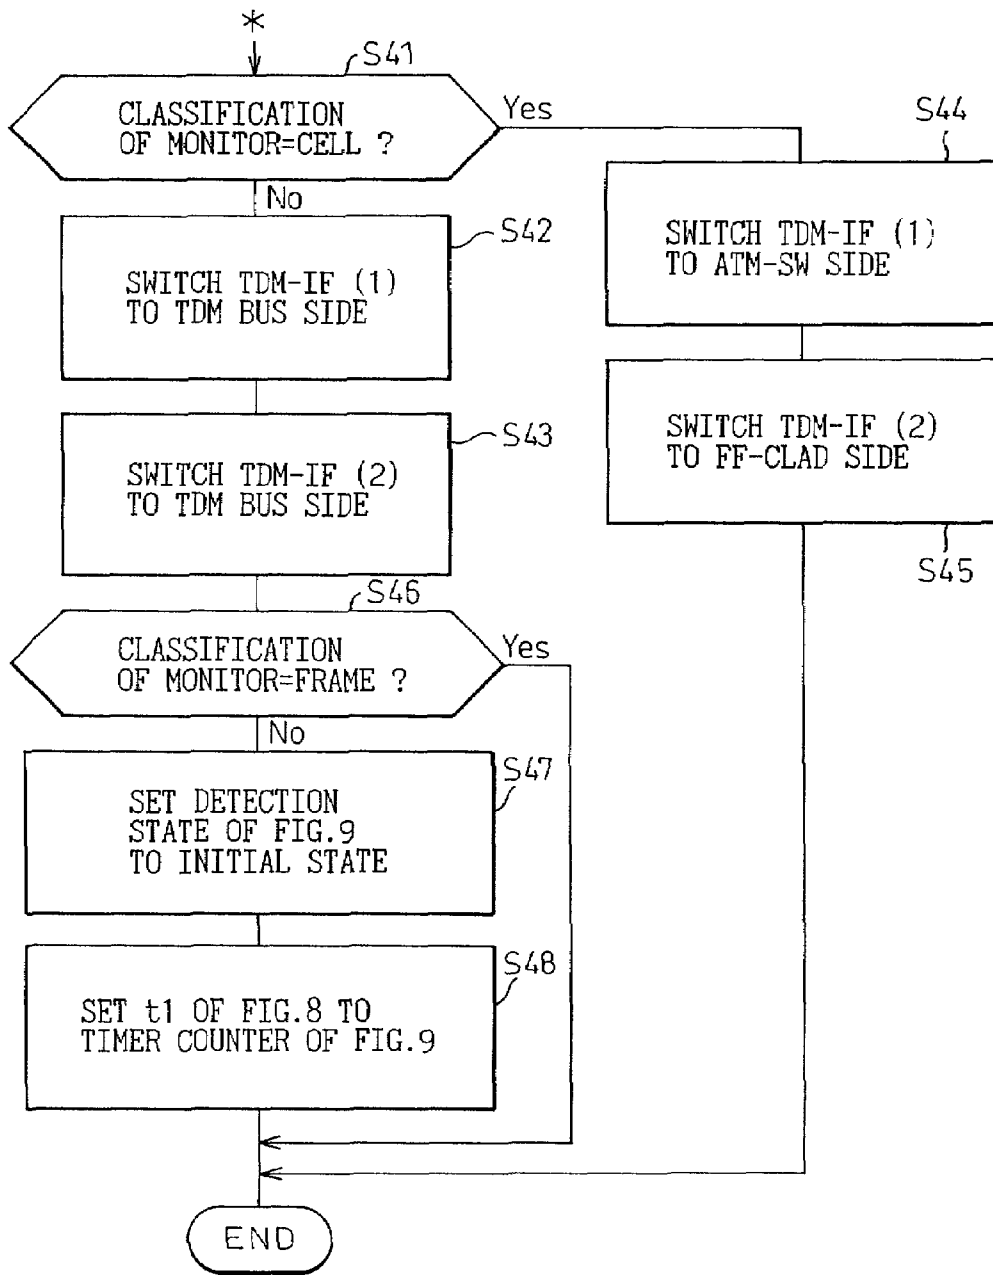 *
S41
CLASSIFICATION
OF MONITOR=CELL ?
Yes
No
S44
SWITCH TDM-IF (1)
TO ATM-SW SIDE
S42
SWITCH TDM-IF (1)
TO TDM BUS SIDE
SWITCH TDM-IF (2)
TO FF-CLAD SIDE
S45
S43
SWITCH TDM-IF (2)
TO TDM BUS SIDE
S46
CLASSIFICATION
OF MONITOR=FRAME ?
Yes
No
S47
SET DETECTION
STATE OF FIG.9
TO INITIAL STATE
S48
SET t1 OF FIG.8 TO
TIMER COUNTER OF FIG.9
END